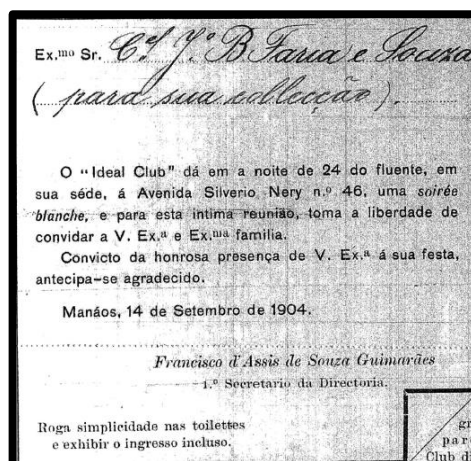 Ex.mo Sr. C.el J.º B Faria e Souza
(para sua collecção).
O "Ideal Club" dá em a noite de 24 do fluente, em
sua séde, á Avenida Silverio Nery n.º 46, uma soirée
blanche, e para esta intima reunião, toma a liberdade de
convidar a V. Ex.a e Ex.ma familia.
Convicto da honrosa presença de V. Ex.a á sua festa,
antecipa-se agradecido.
Manáos, 14 de Setembro de 1904.
Francisco d'Assis de Souza Guimarães
1.º Secretario da Directoria.
Roga simplicidade nas toilettes
e exhibir o ingresso incluso.
gr
par
Club d